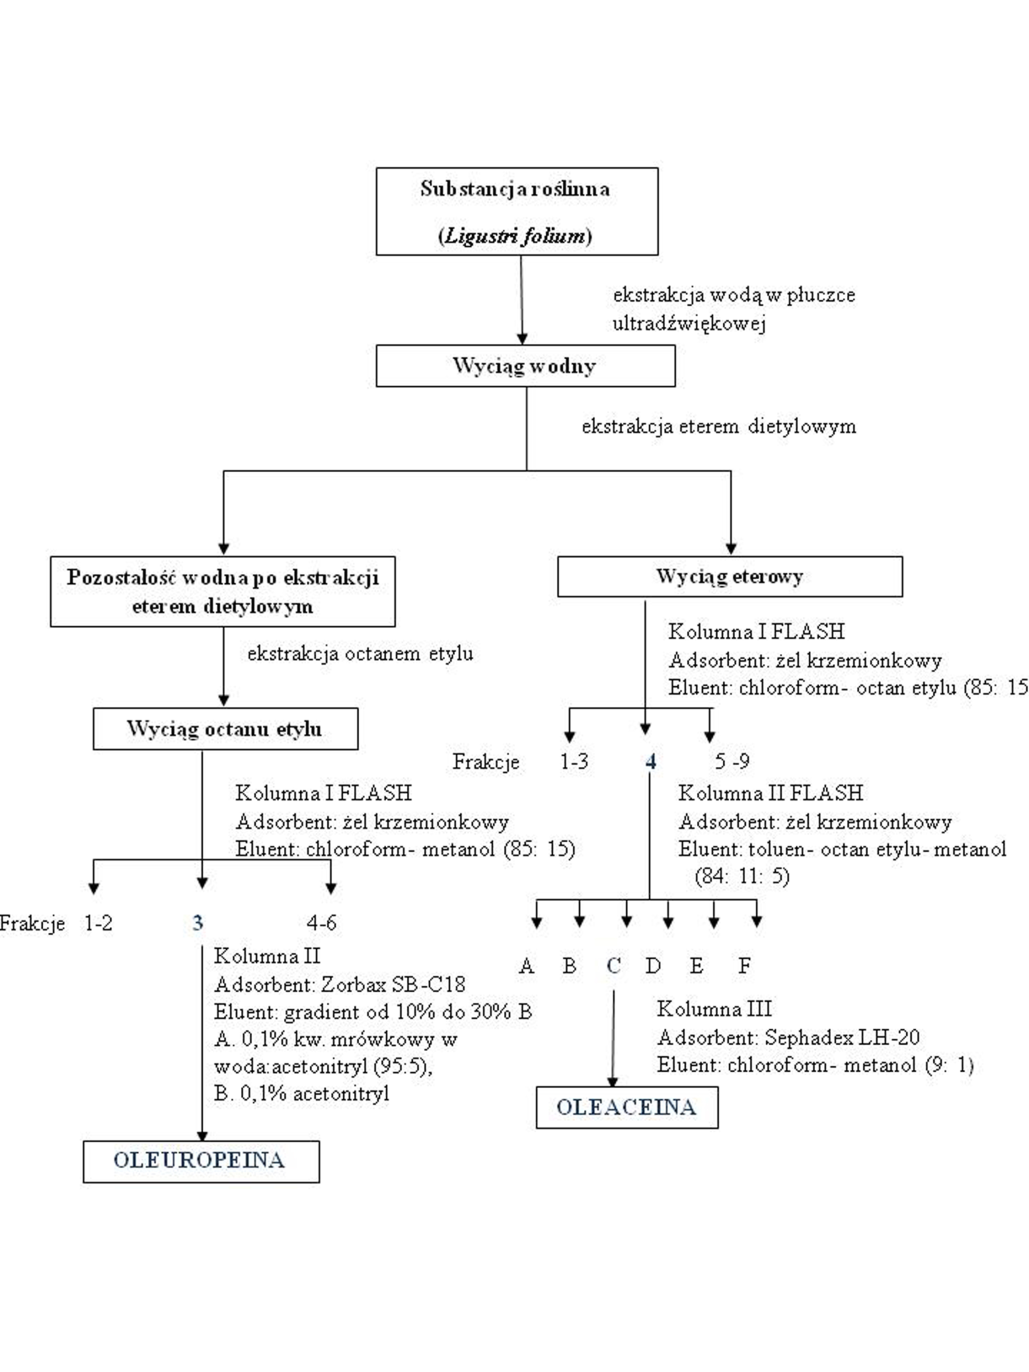 Substancja roślinna
(Ligustri folium)
ekstrakcja wodą w płuczce
ultradźwiękowej
Wyciąg wodny
ekstrakcja eterem dietylowym
Pozostałość wodna po ekstrakcji
eterem dietylowym
Wyciąg eterowy
ekstrakcja octanem etylu
Kolumna I FLASH
Adsorbent: żel krzemionkowy
Eluent: chloroform- octan etylu (85: 15
Wyciąg octanu etylu
Frakcje 1-3 4 5 -9
Kolumna I FLASH
Adsorbent: żel krzemionkowy
Eluent: chloroform- metanol (85: 15)
Kolumna II FLASH
Adsorbent: żel krzemionkowy
Eluent: toluen- octan etylu- metanol
(84: 11: 5)
Frakcje 1-2 3 4-6
A B C D E F
Kolumna II
Adsorbent: Zorbax SB-C18
Eluent: gradient od 10% do 30% B
A. 0,1% kw. mrówkowy w
woda:acetonitryl (95:5),
B. 0,1% acetonitryl
Kolumna III
Adsorbent: Sephadex LH-20
Eluent: chloroform- metanol (9: 1)
OLEACEINA
OLEUROPEINA